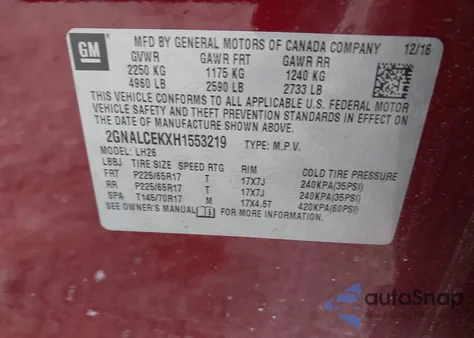 GM
MFD BY GENERAL MOTORS OF CANADA COMPANY 12/16
GVWR GAWR FRT GAWR RR
2250 KG 1175 KG 1240 KG
4960 LB 2590 LB 2733 LB
THIS VEHICLE CONFORMS TO ALL APPLICABLE U.S. FEDERAL MOTOR
VEHICLE SAFETY AND THEFT PREVENTION STANDARDS IN EFFECT ON
THE DATE OF MANUFACTURE SHOWN ABOVE.
2GNALCEKXH1553219 TYPE: M.P.V.
MODEL: LH26
LBBJ TIRE SIZE SPEED RTG RIM COLD TIRE PRESSURE
FRT P225/65R17 T 17X7J 240KPA(35PSI)
RR P225/65R17 T 17X7J 240KPA(35PSI)
SPA T145/70R17 M 17X4.5T 420KPA(60PSI)
SEE OWNER'S MANUAL
autoSnap